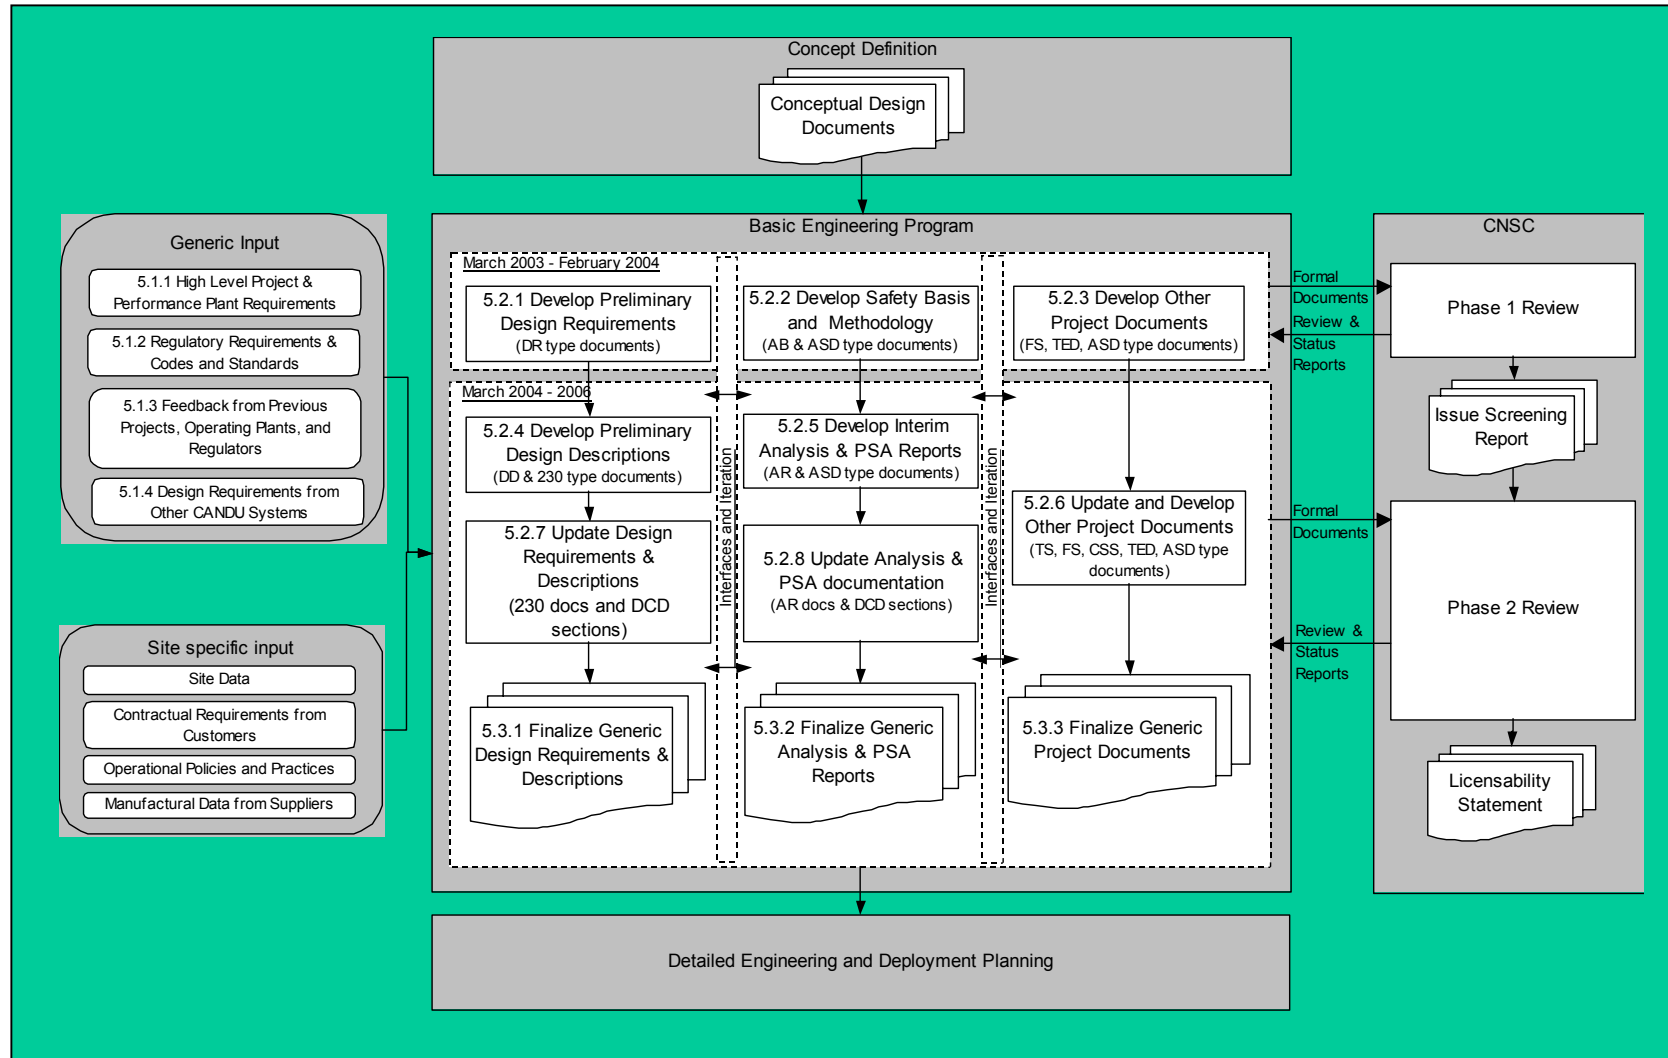 Concept Definition
Conceptual Design
Documents
Generic Input
5.1.1 High Level Project &
Performance Plant Requirements
5.1.2 Regulatory Requirements &
Codes and Standards
5.1.3 Feedback from Previous
Projects, Operating Plants, and
Regulators
5.1.4 Design Requirements from
Other CANDU Systems
Site specific input
Site Data
Contractual Requirements from
Customers
Operational Policies and Practices
Manufactural Data from Suppliers
Basic Engineering Program
March 2003 - February 2004
5.2.1 Develop Preliminary
Design Requirements
(DR type documents)
5.2.2 Develop Safety Basis
and Methodology
(AB & ASD type documents)
5.2.3 Develop Other
Project Documents
(FS, TED, ASD type documents)
March 2004 - 2006
5.2.4 Develop Preliminary
Design Descriptions
(DD & 230 type documents)
5.2.5 Develop Interim
Analysis & PSA Reports
(AR & ASD type documents)
5.2.6 Update and Develop
Other Project Documents
(TS, FS, CSS, TED, ASD type
documents)
5.2.7 Update Design
Requirements &
Descriptions
(230 docs and DCD
sections)
5.2.8 Update Analysis &
PSA documentation
(AR docs & DCD sections)
Interfaces and Iteration
Interfaces and Iteration
5.3.1 Finalize Generic
Design Requirements &
Descriptions
5.3.2 Finalize Generic
Analysis & PSA
Reports
5.3.3 Finalize Generic
Project Documents
Formal
Documents
Review &
Status
Reports
Formal
Documents
Review &
Status
Reports
CNSC
Phase 1 Review
Issue Screening
Report
Phase 2 Review
Licensability
Statement
Detailed Engineering and Deployment Planning